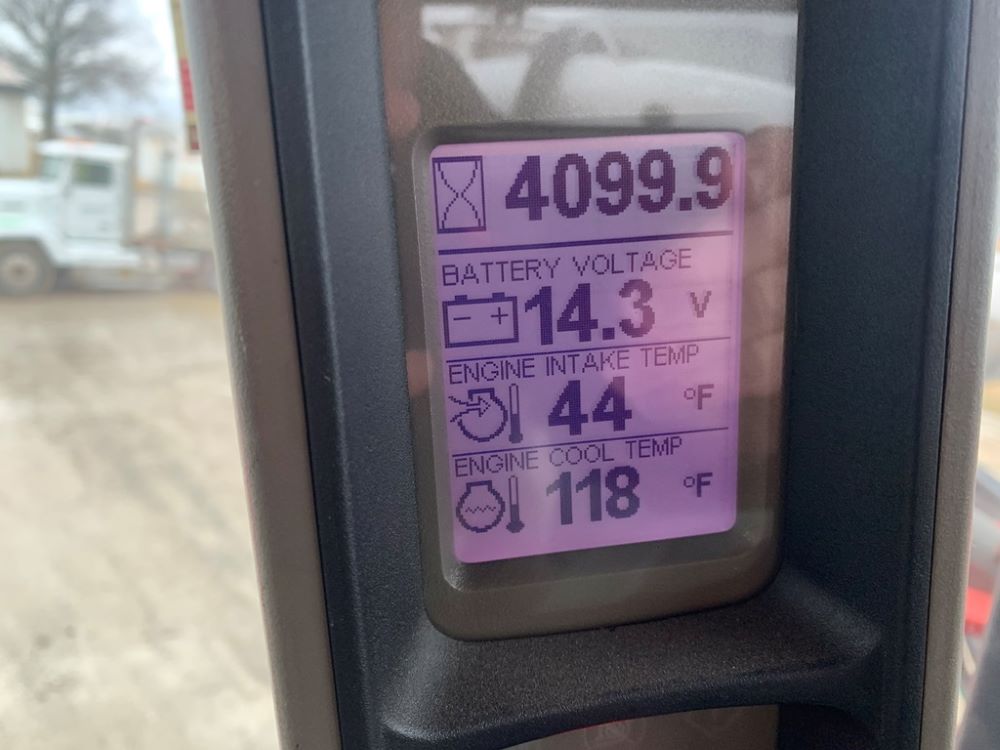 4099.9
BATTERY VOLTAGE
- + 14.3 V
ENGINE INTAKE TEMP
44 °F
ENGINE COOL TEMP
118 °F